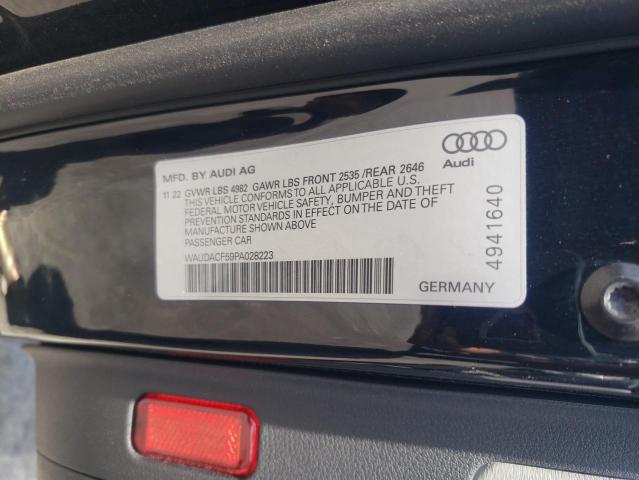 MFD. BY AUDI AG
Audi
11 22 GVWR LBS 4982 GAWR LBS FRONT 2535 /REAR 2646
THIS VEHICLE CONFORMS TO ALL APPLICABLE U.S.
FEDERAL MOTOR VEHICLE SAFETY, BUMPER AND THEFT
PREVENTION STANDARDS IN EFFECT ON THE DATE OF
MANUFACTURE SHOWN ABOVE
PASSENGER CAR
WAUDACF59PA028223
GERMANY
4941640